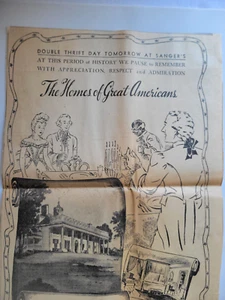 DOUBLE THRIFT DAY TOMORROW AT SANGER'S
AT THIS PERIOD of HISTORY WE PAUSE to REMEMBER
WITH APPRECIATION, RESPECT and ADMIRATION
The Homes of Great Americans